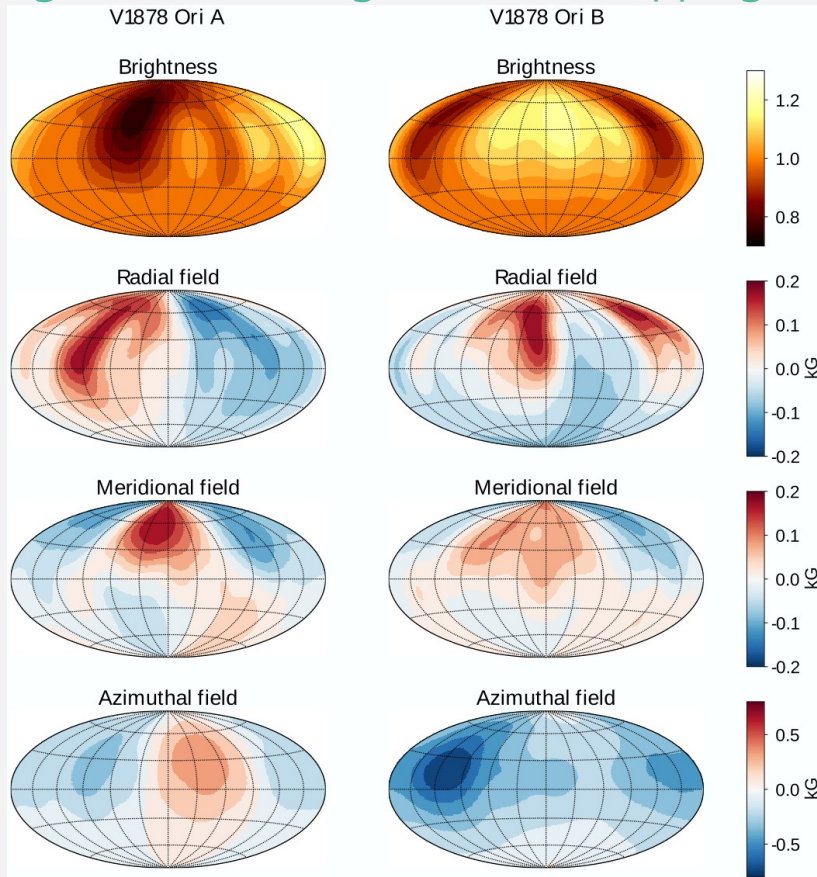 V1878 Ori A
V1878 Ori B
Brightness
Brightness
1.2
1.0
0.8
Radial field
Radial field
0.2
0.1
0.0
-0.1
-0.2
kG
Meridional field
Meridional field
0.2
0.1
0.0
-0.1
-0.2
kG
Azimuthal field
Azimuthal field
0.5
0.0
-0.5
kG